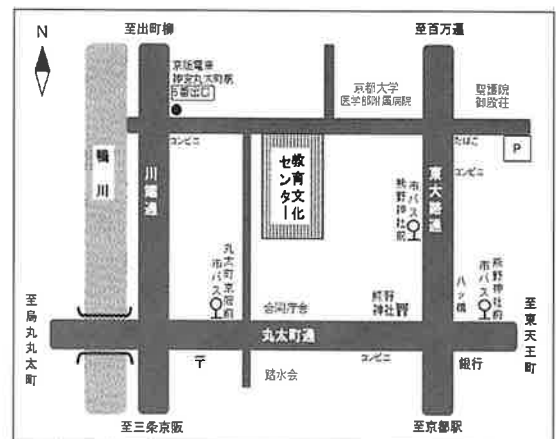 至出町柳
至百万遍
N
京阪電車
神宮丸太町駅
5番出口
京都大学
医学部附属病院
聖護院
御殿荘
コンビニ
たばこ
P
鴨川
川端通
教育文化
センター
東大路通
コンビニ
市バス
熊野神社前
市バス
丸太町京阪前
熊野神社前
市バス
八ッ橋
至烏丸丸太町
合同庁舎
熊野
神社
至東天王町
丸太町通
〒
コンビニ
銀行
踏水会
至三条京阪
至京都駅